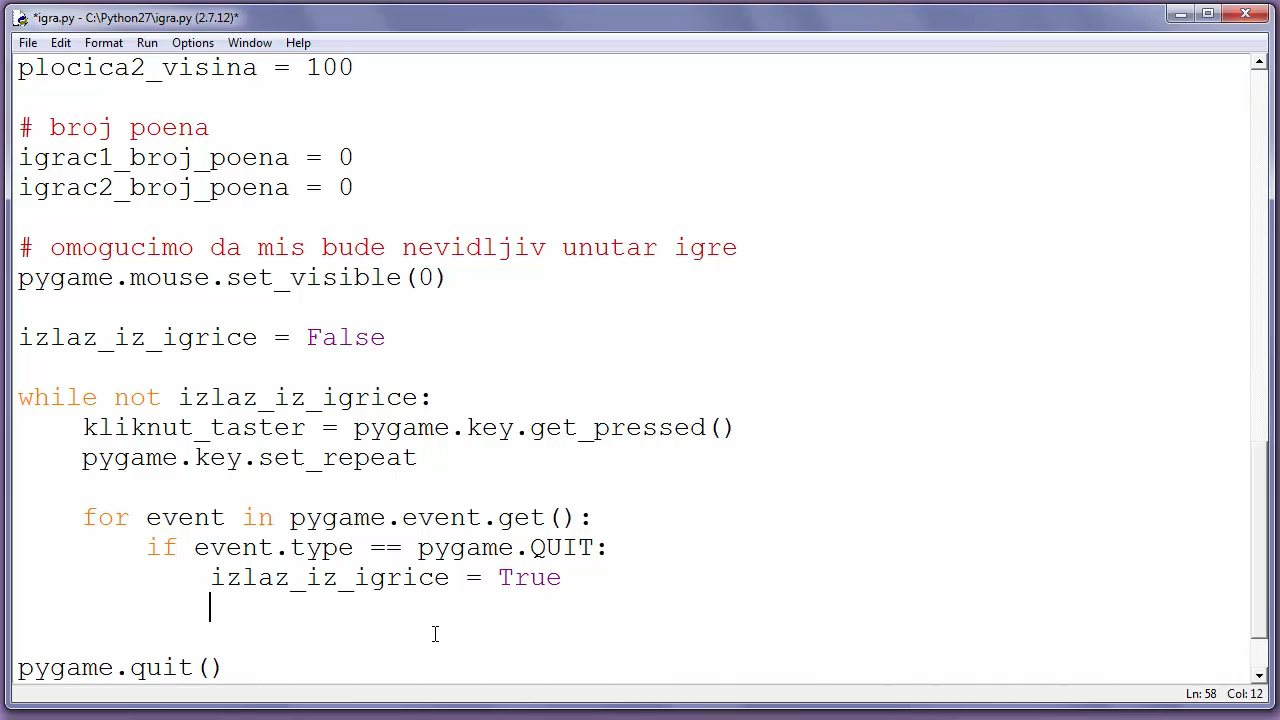 *igra.py - C:\Python27\igra.py (2.7.12)*
File Edit Format Run Options Window Help
plocica2_visina = 100
# broj poena
igrac1_broj_poena = 0
igrac2_broj_poena = 0
# omogucimo da mis bude nevidljiv unutar igre
pygame.mouse.set_visible(0)
izlaz_iz_igrice = False
while not izlaz_iz_igrice:
    kliknut_taster = pygame.key.get_pressed()
    pygame.key.set_repeat
    for event in pygame.event.get():
        if event.type == pygame.QUIT:
            izlaz_iz_igrice = True
pygame.quit()
Ln: 58 Col: 12